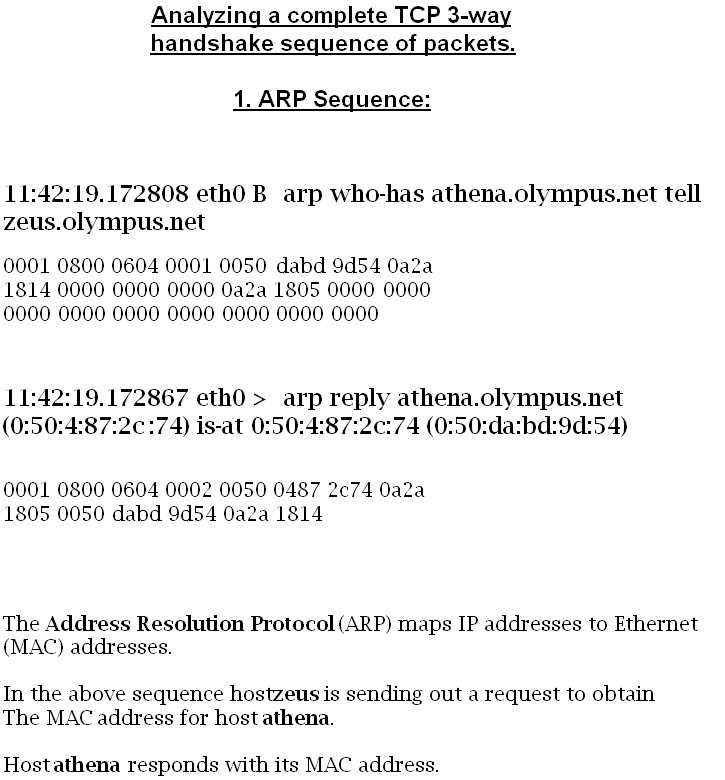 Analyzing a complete TCP 3-way
handshake sequence of packets.
1. ARP Sequence:
11:42:19.172808 eth0 B arp who-has athena.olympus.net tell
zeus.olympus.net
0001 0800 0604 0001 0050 dabd 9d54 0a2a
1814 0000 0000 0000 0a2a 1805 0000 0000
0000 0000 0000 0000 0000 0000 0000
11:42:19.172867 eth0 > arp reply athena.olympus.net
(0:50:4:87:2c:74) is-at 0:50:4:87:2c:74 (0:50:da:bd:9d:54)
0001 0800 0604 0002 0050 0487 2c74 0a2a
1805 0050 dabd 9d54 0a2a 1814
The Address Resolution Protocol (ARP) maps IP addresses to Ethernet
(MAC) addresses.
In the above sequence host zeus is sending out a request to obtain
The MAC address for host athena.
Host athena responds with its MAC address.